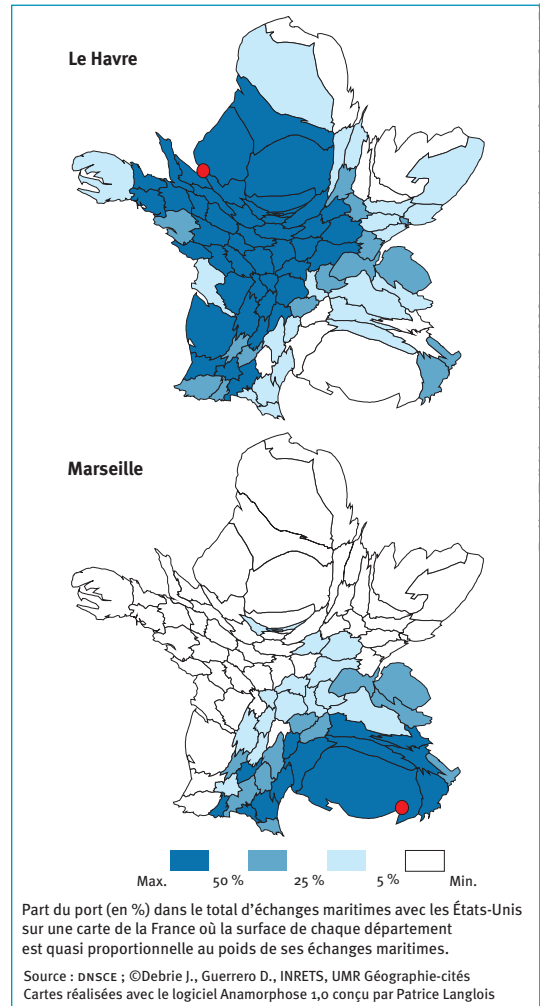 Le Havre
Marseille
Max. 50 % 25 % 5 % Min.
Part du port (en %) dans le total d'échanges maritimes avec les États-Unis
sur une carte de la France où la surface de chaque département
est quasi proportionnelle au poids de ses échanges maritimes.
Source : DNSCE ; ©Debrie J., Guerrero D., INRETS, UMR Géographie-cités
Cartes réalisées avec le logiciel Anamorphose 1,0 conçu par Patrice Langlois